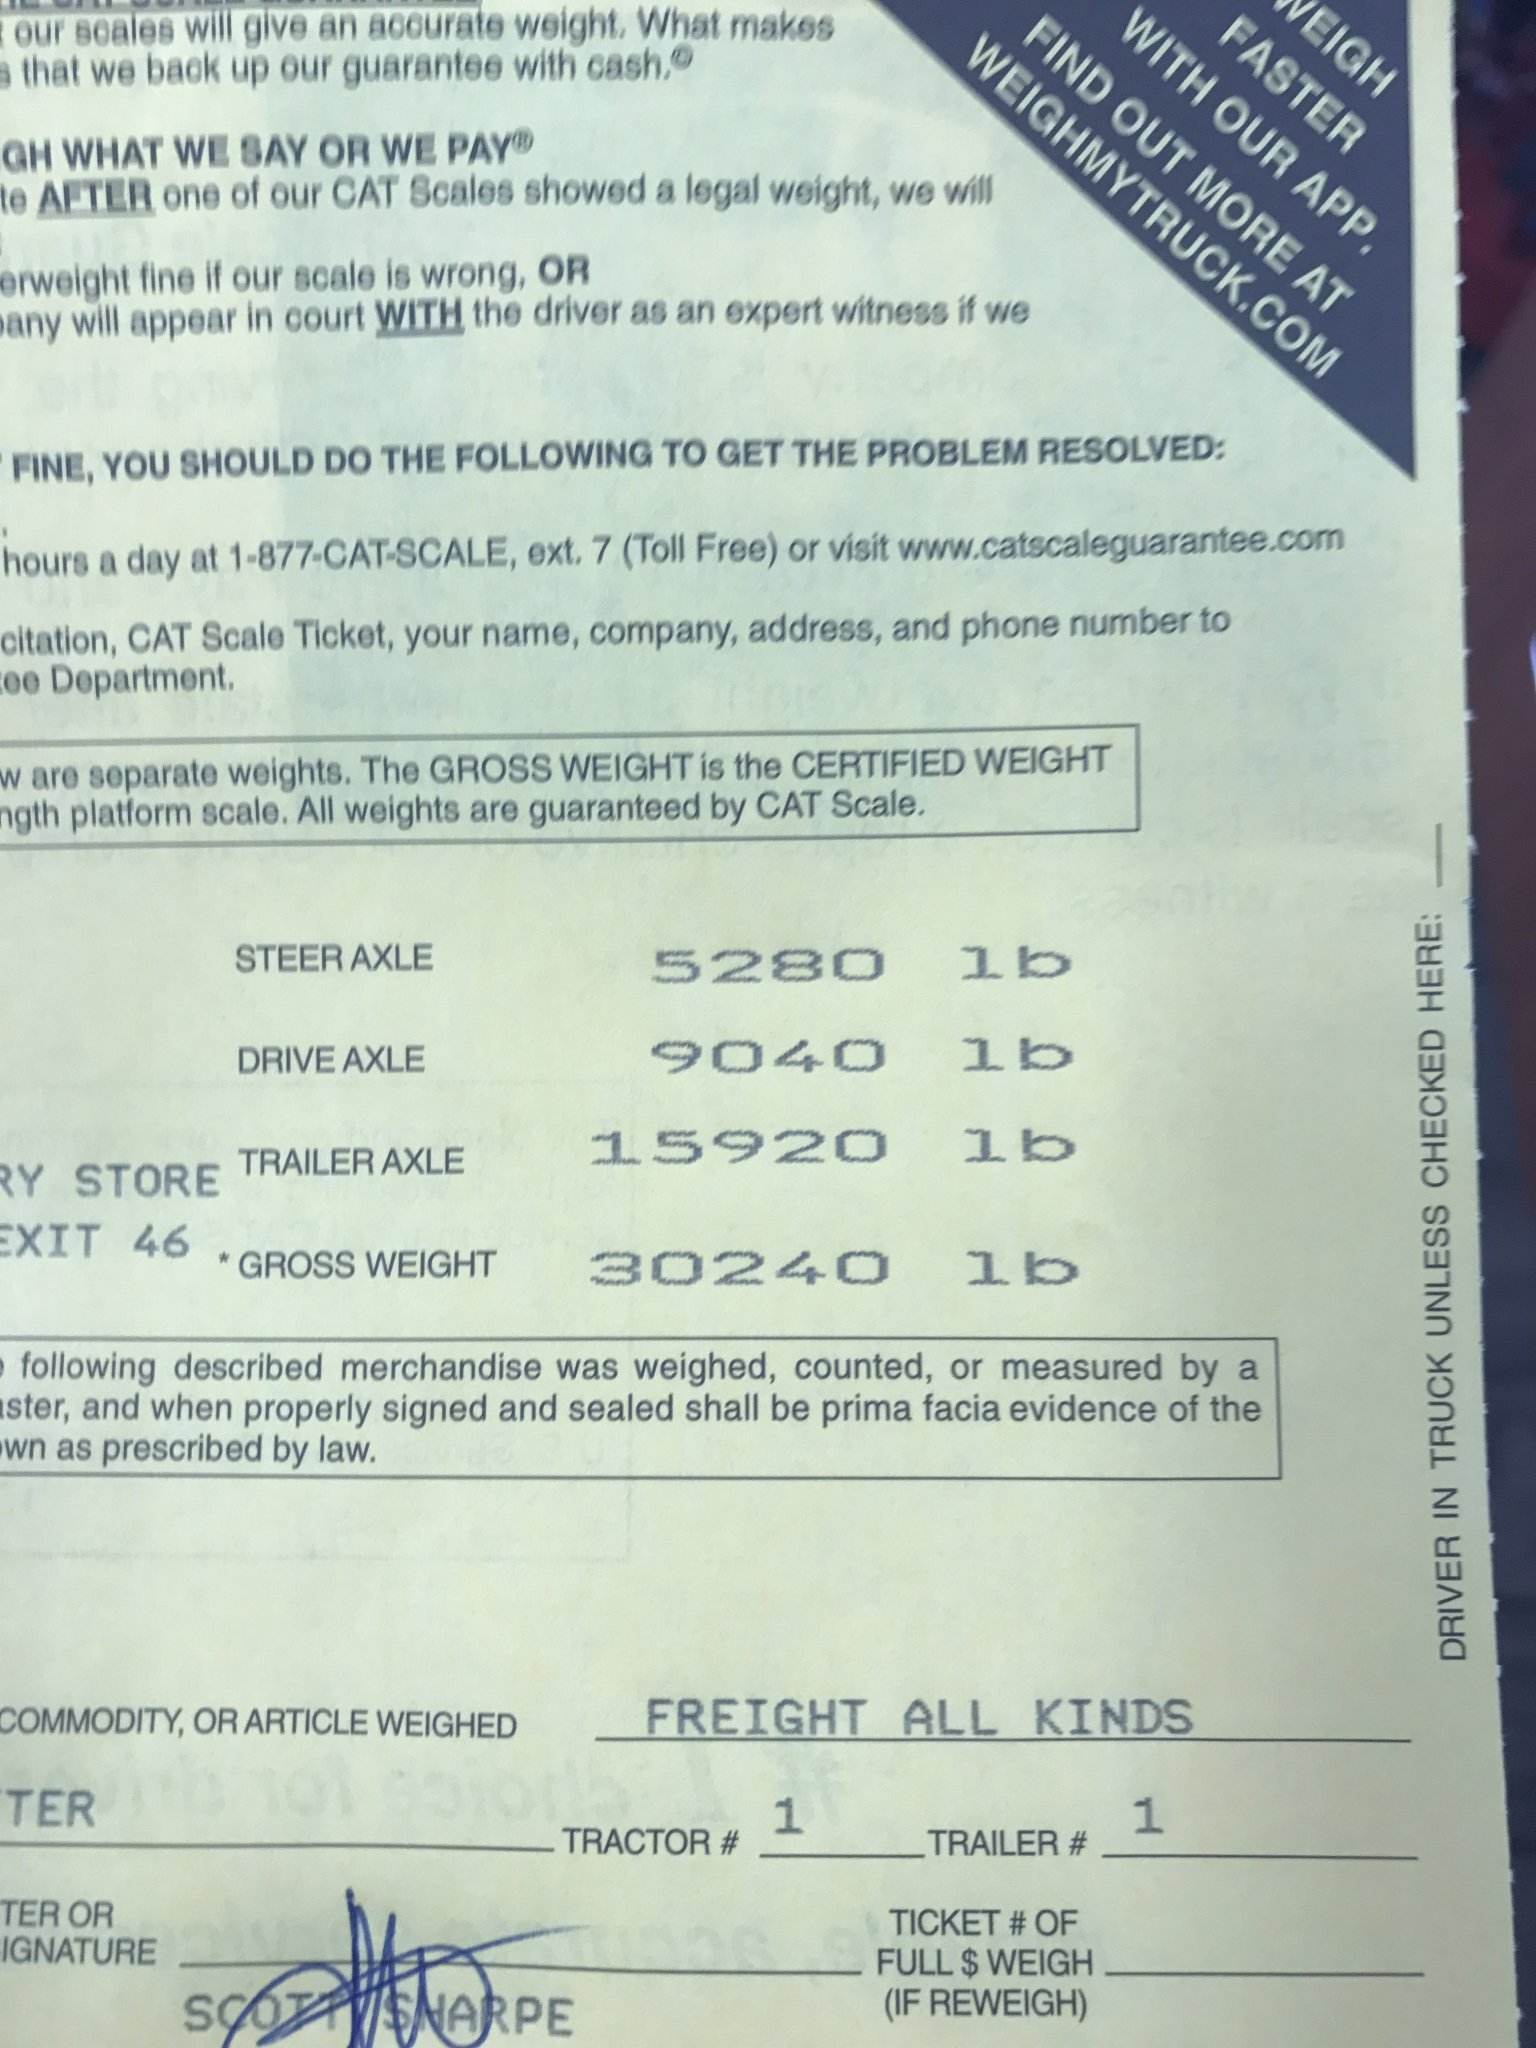 THE CAT SCALE GUARANTEE
our scales will give an accurate weight. What makes
s that we back up our guarantee with cash.©
WEIGH
FASTER
WITH OUR APP.
FIND OUT MORE AT
WEIGHMYTRUCK.COM
GH WHAT WE SAY OR WE PAY®
te AFTER one of our CAT Scales showed a legal weight, we will
erweight fine if our scale is wrong, OR
pany will appear in court WITH the driver as an expert witness if we
FINE, YOU SHOULD DO THE FOLLOWING TO GET THE PROBLEM RESOLVED:
hours a day at 1-877-CAT-SCALE, ext. 7 (Toll Free) or visit www.catscaleguarantee.com
citation, CAT Scale Ticket, your name, company, address, and phone number to
ee Department.
w are separate weights. The GROSS WEIGHT is the CERTIFIED WEIGHT
ngth platform scale. All weights are guaranteed by CAT Scale.
STEER AXLE 5280 lb
DRIVE AXLE 9040 lb
RY STORE TRAILER AXLE 15920 lb
EXIT 46 * GROSS WEIGHT 30240 lb
DRIVER IN TRUCK UNLESS CHECKED HERE:
following described merchandise was weighed, counted, or measured by a
aster, and when properly signed and sealed shall be prima facia evidence of the
own as prescribed by law.
COMMODITY, OR ARTICLE WEIGHED FREIGHT ALL KINDS
TER TRACTOR # 1 TRAILER # 1
TER OR
IGNATURE
SCOTT SHARPE
TICKET # OF
FULL $ WEIGH
(IF REWEIGH)